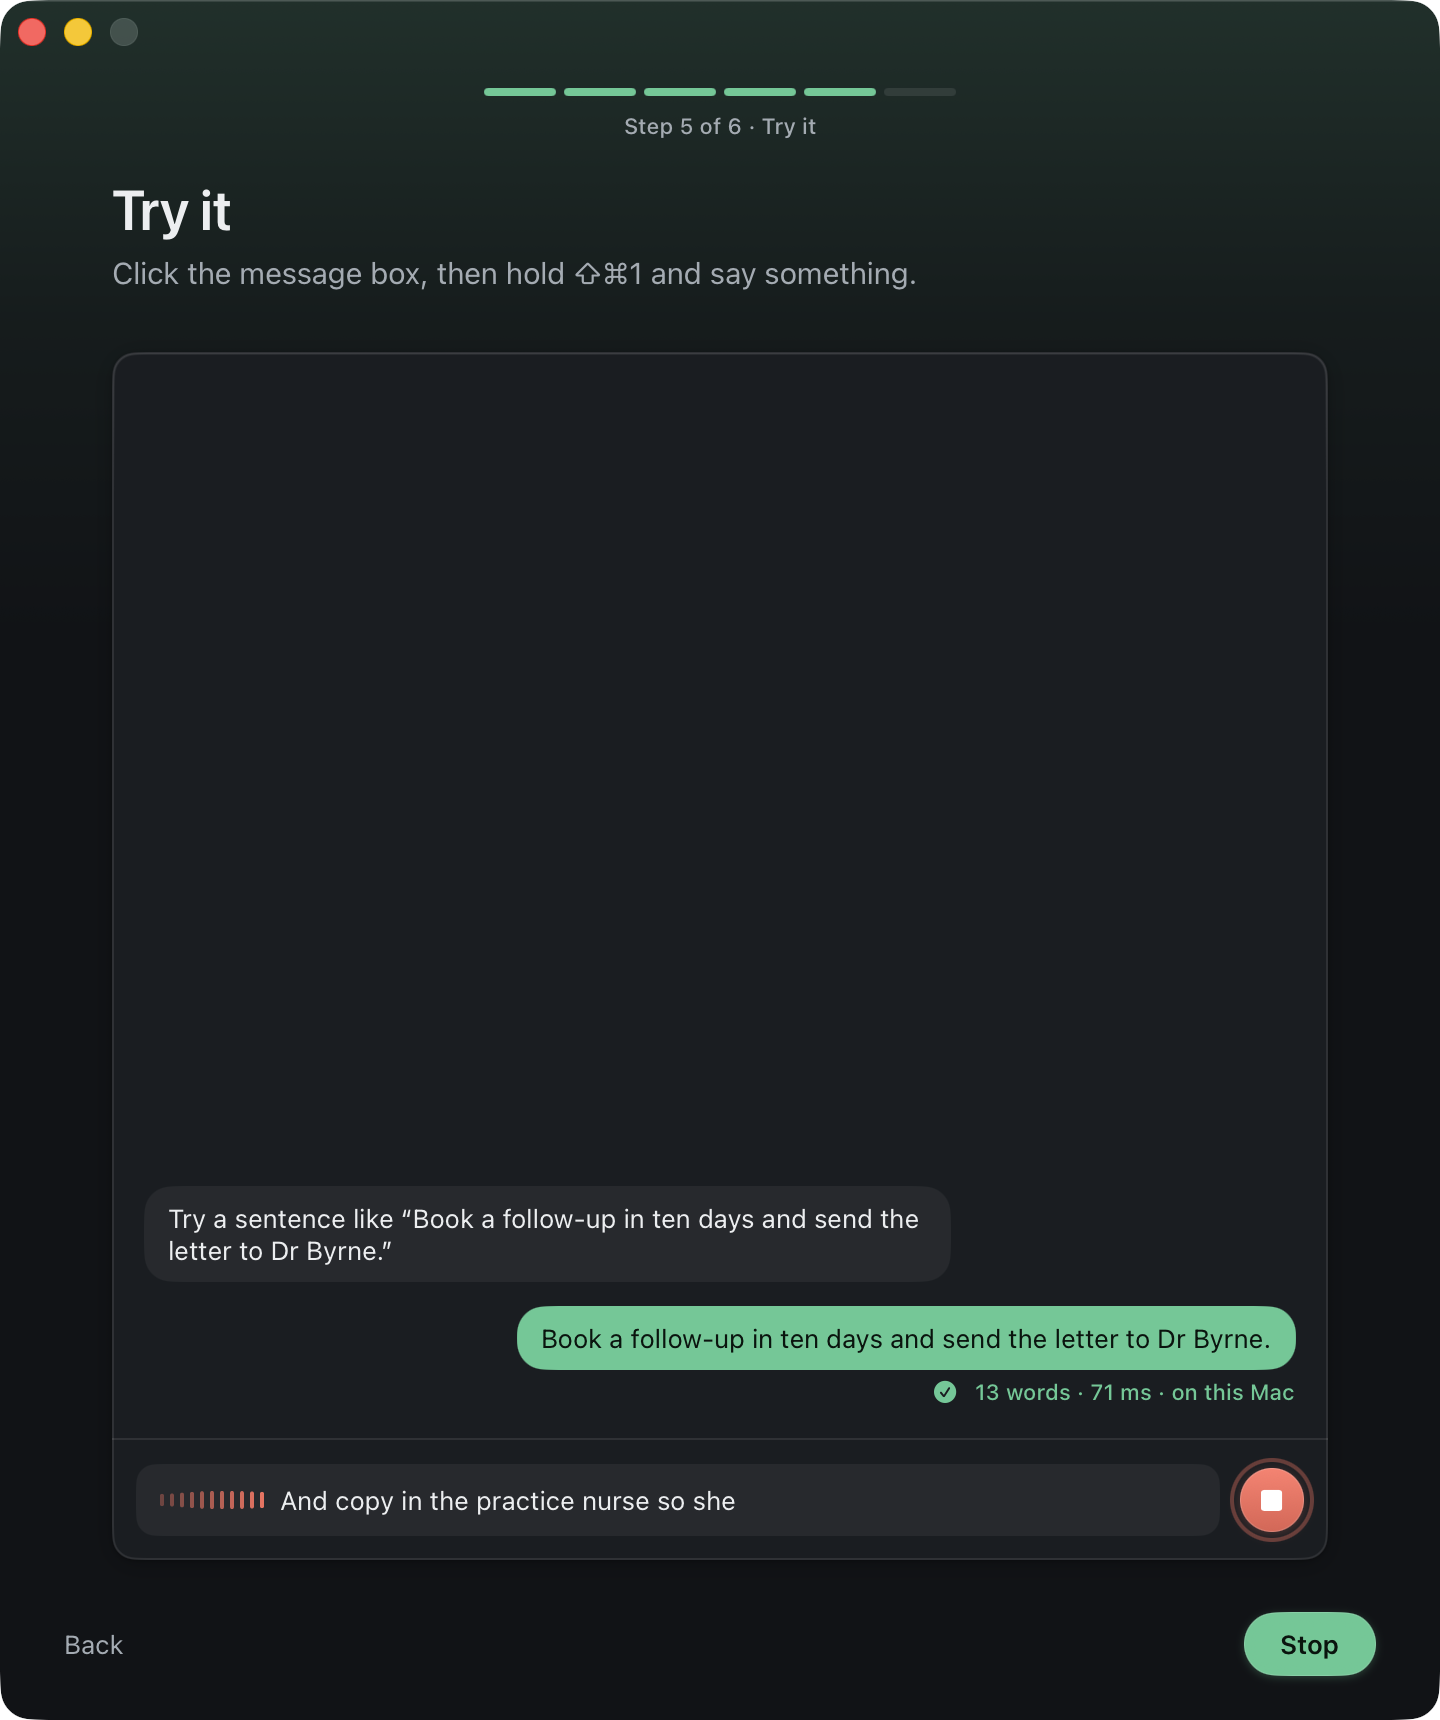 Step 5 of 6 · Try it
Try it
Click the message box, then hold ⇧⌘1 and say something.
Try a sentence like “Book a follow-up in ten days and send the
letter to Dr Byrne.”
Book a follow-up in ten days and send the letter to Dr Byrne.
13 words · 71 ms · on this Mac
And copy in the practice nurse so she
Back
Stop